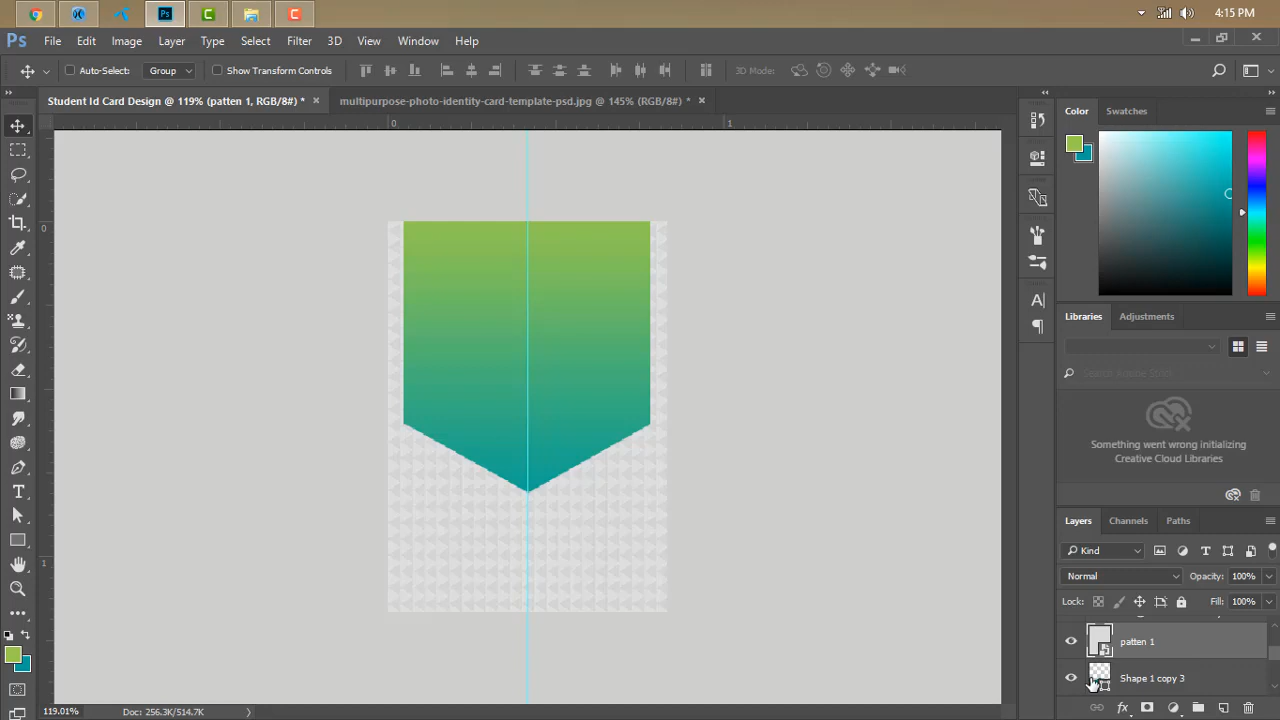 4:15 PM
Ps File Edit Image Layer Type Select Filter 3D View Window Help
Auto-Select: Group Show Transform Controls 3D Mode:
Student Id Card Design @ 119% (patten 1, RGB/8#) * × multipurpose-photo-identity-card-template-psd.jpg @ 145% (RGB/8#) * ×
0 1
0
1
Color Swatches
Libraries Adjustments
Something went wrong initializing
Creative Cloud Libraries
Layers Channels Paths
Kind
Normal Opacity: 100%
Lock: Fill: 100%
patten 1
Shape 1 copy 3
119.01% Doc: 256.3K/514.7K